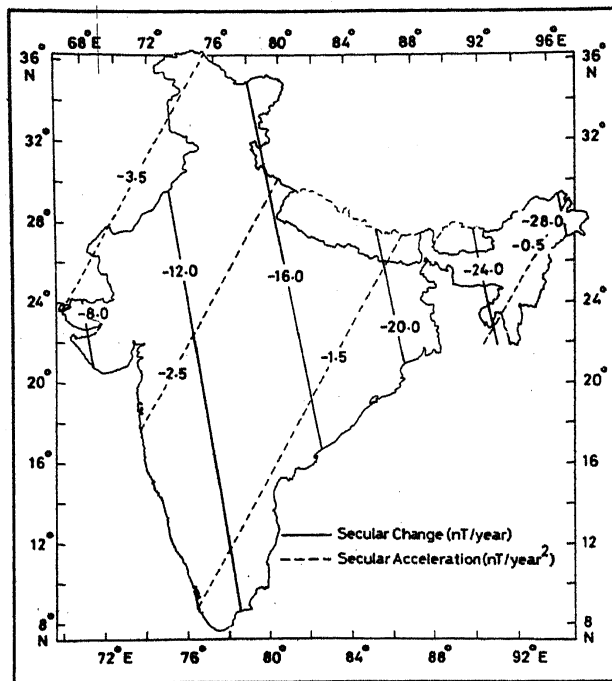 68°E 72° 75° 80° 84° 88° 92° 96°E
36° N
36° N
32°
32°
28°
28°
24°
24°
20°
20°
16°
16°
12°
12°
8° N
8° N
-3.5
-28.0
-0.5
-12.0
-16.0
-24.0
-8.0
-20.0
-1.5
-2.5
Secular Change (nT/year)
Secular Acceleration (nT/year²)
72°E 76° 80° 84° 88° 92°E